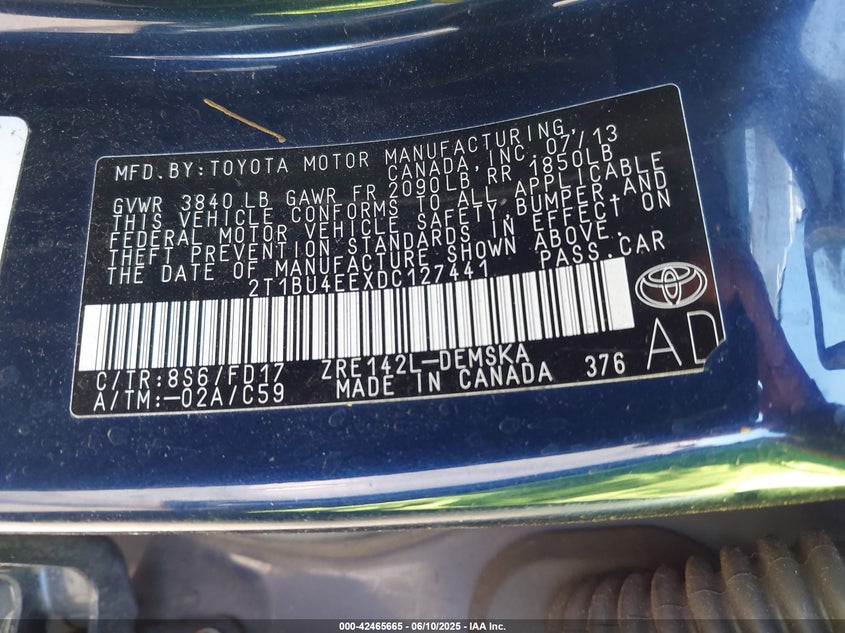 MFD.BY:TOYOTA MOTOR MANUFACTURING,
CANADA, INC. 07/13
GVWR 3840 LB GAWR FR 2090LB, RR 1850LB
THIS VEHICLE CONFORMS TO ALL APPLICABLE
FEDERAL MOTOR VEHICLE SAFETY,BUMPER,AND
THEFT PREVENTION STANDARDS IN EFFECT ON
THE DATE OF MANUFACTURE SHOWN ABOVE.
2T1BU4EEXDC127441 PASS.CAR
C/TR:8S6/FD17 ZRE142L-DEMSKA
A/TM:-02A/C59 MADE IN CANADA 376
AD
000-42465665 - 06/10/2025 - IAA Inc.